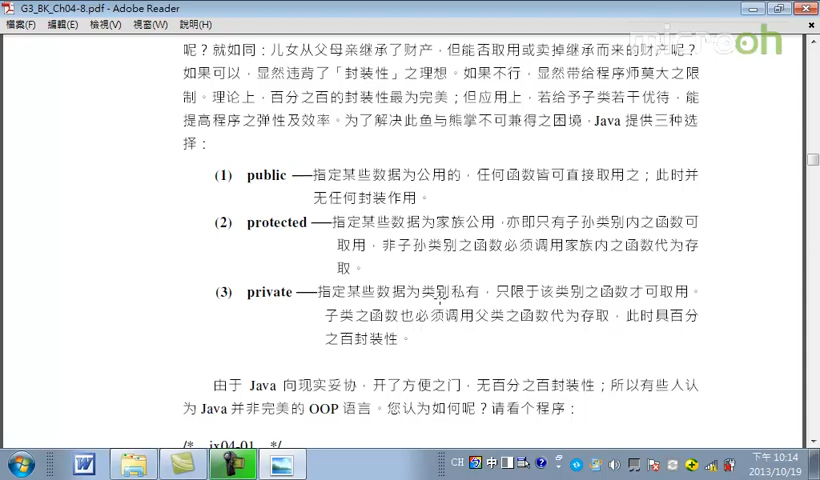 G3_BK_Ch04-8.pdf - Adobe Reader
檔案(F) 編輯(E) 檢視(V) 視窗(W) 說明(H)
microoh
呢？就如同：儿女从父母亲继承了财产，但能否取用或卖掉继承而来的财产呢？
如果可以，显然违背了「封装性」之理想。如果不行，显然带给程序师莫大之限
制。理论上，百分之百的封装性最为完美；但应用上，若给予子类若干优待，能
提高程序之弹性及效率。为了解决此鱼与熊掌不可兼得之困境，Java 提供三种选
择：
(1) public ──指定某些数据为公用的，任何函数皆可直接取用之；此时并
无任何封装作用。
(2) protected ──指定某些数据为家族公用，亦即只有子孙类别内之函数可
取用，非子孙类别之函数必须调用家族内之函数代为存
取。
(3) private ──指定某些数据为类别私有，只限于该类别之函数才可取用。
子类之函数也必须调用父类之函数代为存取，此时具百分
之百封装性。
由于 Java 向现实妥协，开了方便之门，无百分之百封装性；所以有些人认
为 Java 并非完美的 OOP 语言。您认为如何呢？请看个程序：
/* jx04-01 */
CH 中
下午 10:14
2013/10/19